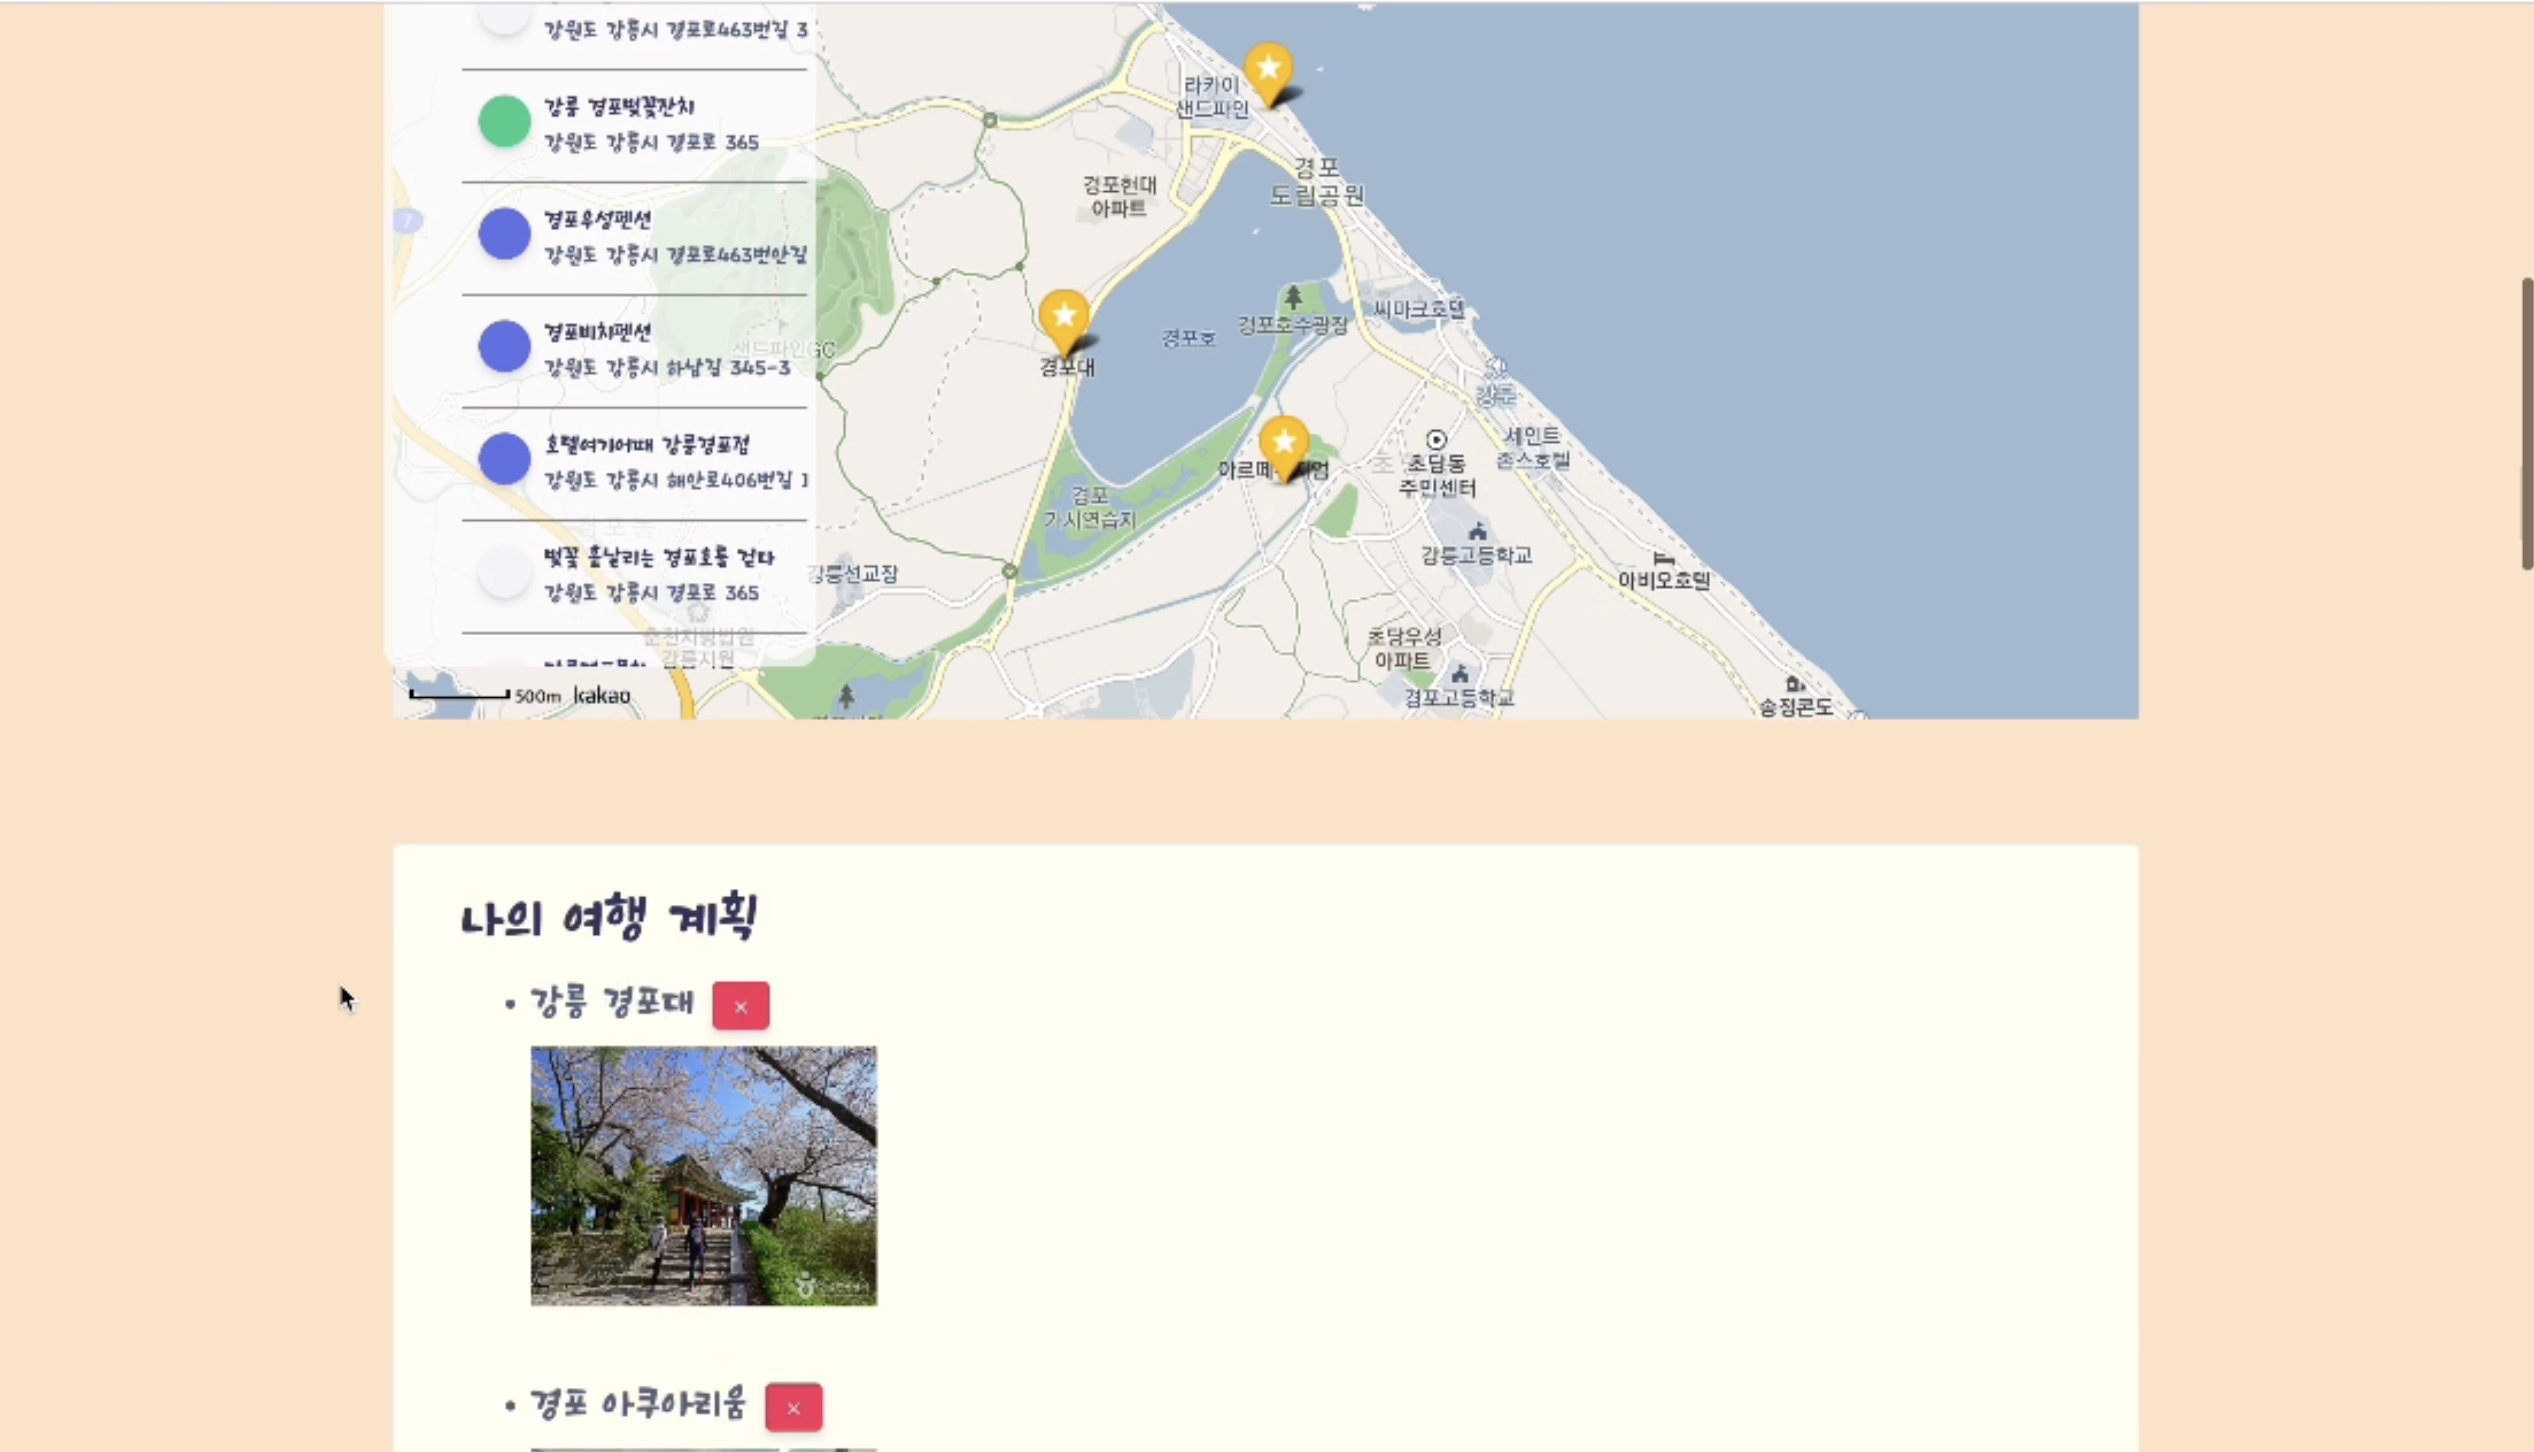 강원도 강릉시 경포로463번길 3
강릉 경포벚꽃잔치
강원도 강릉시 경포로 365
경포우성펜션
강원도 강릉시 경포로463번안길
경포비치펜션
강원도 강릉시 하남길 345-3
호텔여기어때 강릉경포점
강원도 강릉시 해안로406번길 1
벚꽃 흩날리는 경포호를 걷다
강원도 강릉시 경포로 365
7
샌드파인GC
춘천지방법원
강릉지원
500m kakao
라카이
샌드파인
경포
도립공원
경포현대
아파트
경포호수광장
씨마크호텔
경포호
경포대
강문
세인트
존스호텔
초당동
주민센터
경포
가시연습지
강릉고등학교
강릉선교장
아비오호텔
초당우성
아파트
경포고등학교
송정콘도
나의 여행 계획
• 강릉 경포대 ×
• 경포 아쿠아리움 ×